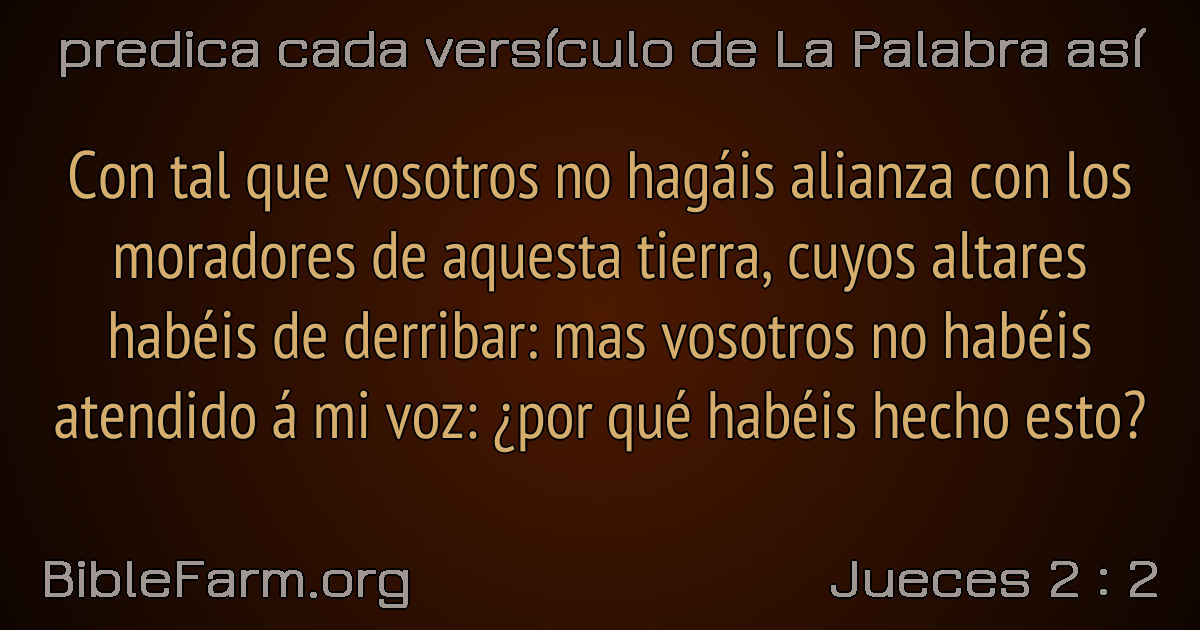 predica cada versículo de La Palabra así
Con tal que vosotros no hagáis alianza con los
moradores de aquesta tierra, cuyos altares
habéis de derribar: mas vosotros no habéis
atendido á mi voz: ¿por qué habéis hecho esto?
BibleFarm.org
Jueces 2 : 2